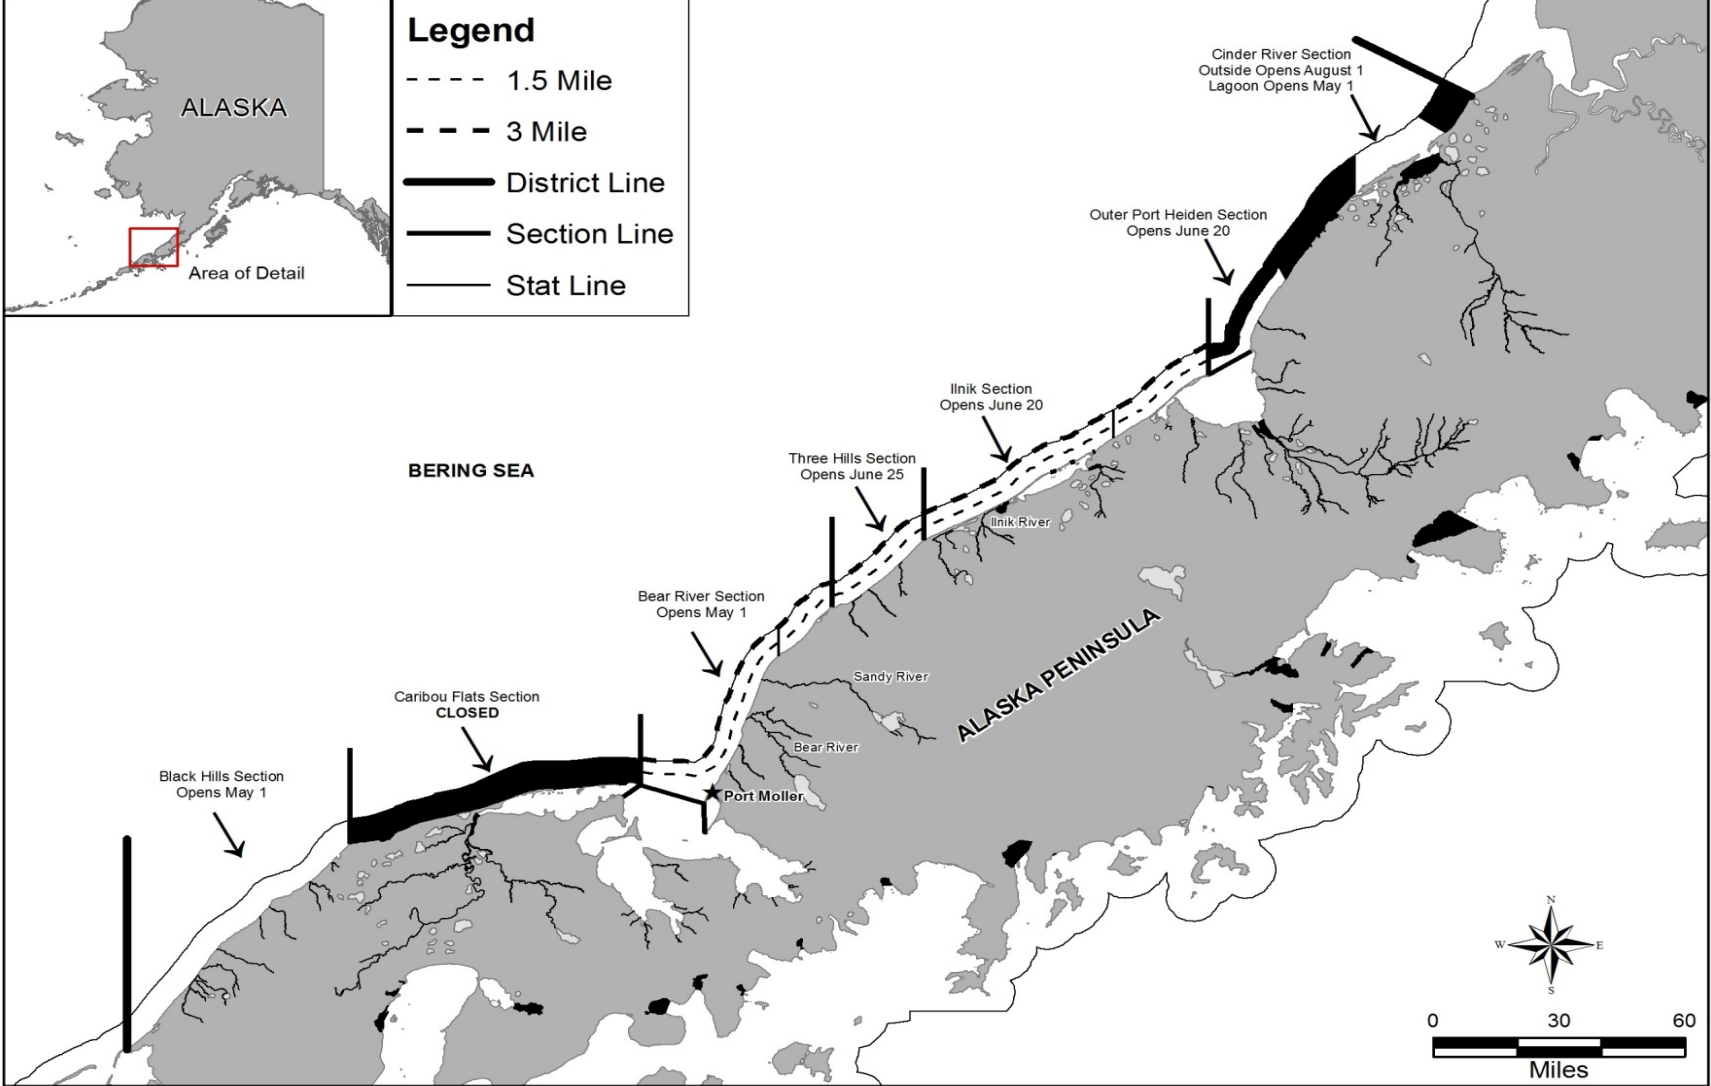 ALASKA
Area of Detail
Legend
1.5 Mile
3 Mile
District Line
Section Line
Stat Line
Cinder River Section
Outside Opens August 1
Lagoon Opens May 1
Outer Port Heiden Section
Opens June 20
Ilnik Section
Opens June 20
Three Hills Section
Opens June 25
BERING SEA
Ilnik River
Bear River Section
Opens May 1
ALASKA PENINSULA
Sandy River
Caribou Flats Section
CLOSED
Bear River
Black Hills Section
Opens May 1
Port Moller
N
W E
S
0 30 60
Miles